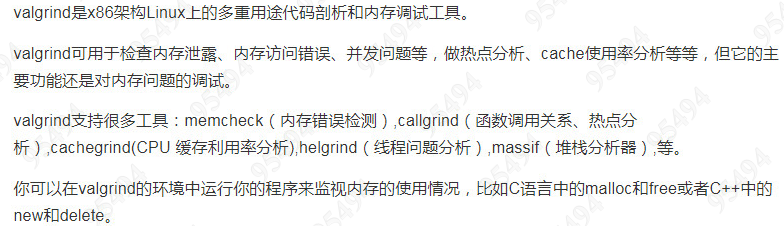 valgrind是x86架构Linux上的多重用途代码剖析和内存调试工具。
valgrind可用于检查内存泄露、内存访问错误、并发问题等，做热点分析、cache使用率分析等等，但它的主
要功能还是对内存问题的调试。
valgrind支持很多工具：memcheck（内存错误检测）,callgrind（函数调用关系、热点分
析）,cachegrind(CPU 缓存利用率分析),helgrind（线程问题分析）,massif（堆栈分析器）,等。
你可以在valgrind的环境中运行你的程序来监视内存的使用情况，比如C语言中的malloc和free或者C++中的
new和delete。